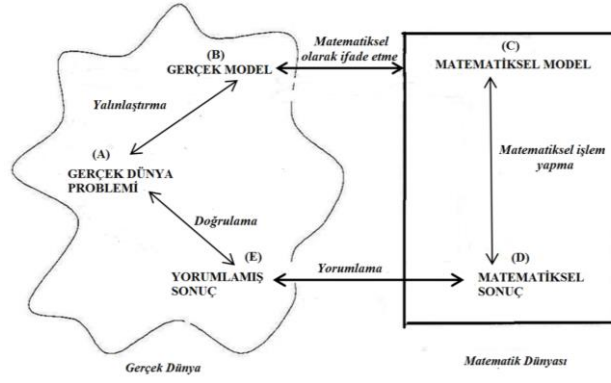 (B)
GERÇEK MODEL
Matematiksel
olarak ifade etme
(C)
MATEMATİKSEL MODEL
Yalınlaştırma
(A)
GERÇEK DÜNYA
PROBLEMİ
Matematiksel işlem
yapma
Doğrulama
(E)
YORUMLAMIŞ
SONUÇ
Yorumlama
(D)
MATEMATİKSEL
SONUÇ
Gerçek Dünya
Matematik Dünyası